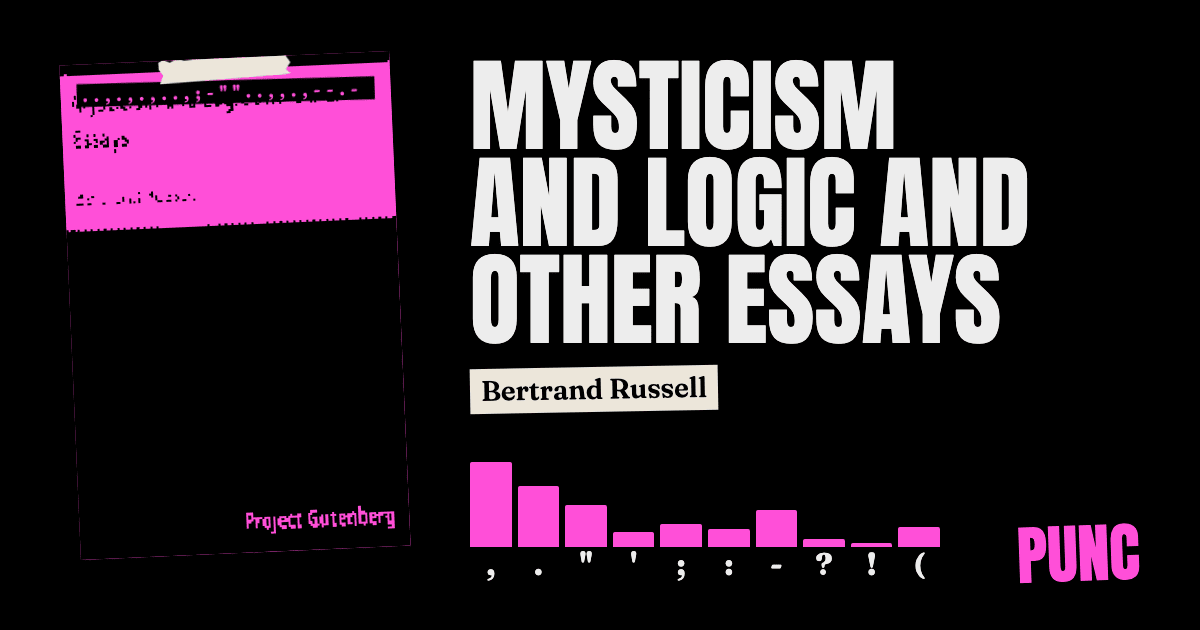 ..,.,..,;-""..,.,--.-
Essays
Project Gutenberg
MYSTICISM
AND LOGIC AND
OTHER ESSAYS
Bertrand Russell
, . " ' ; : - ? ! (
PUNC